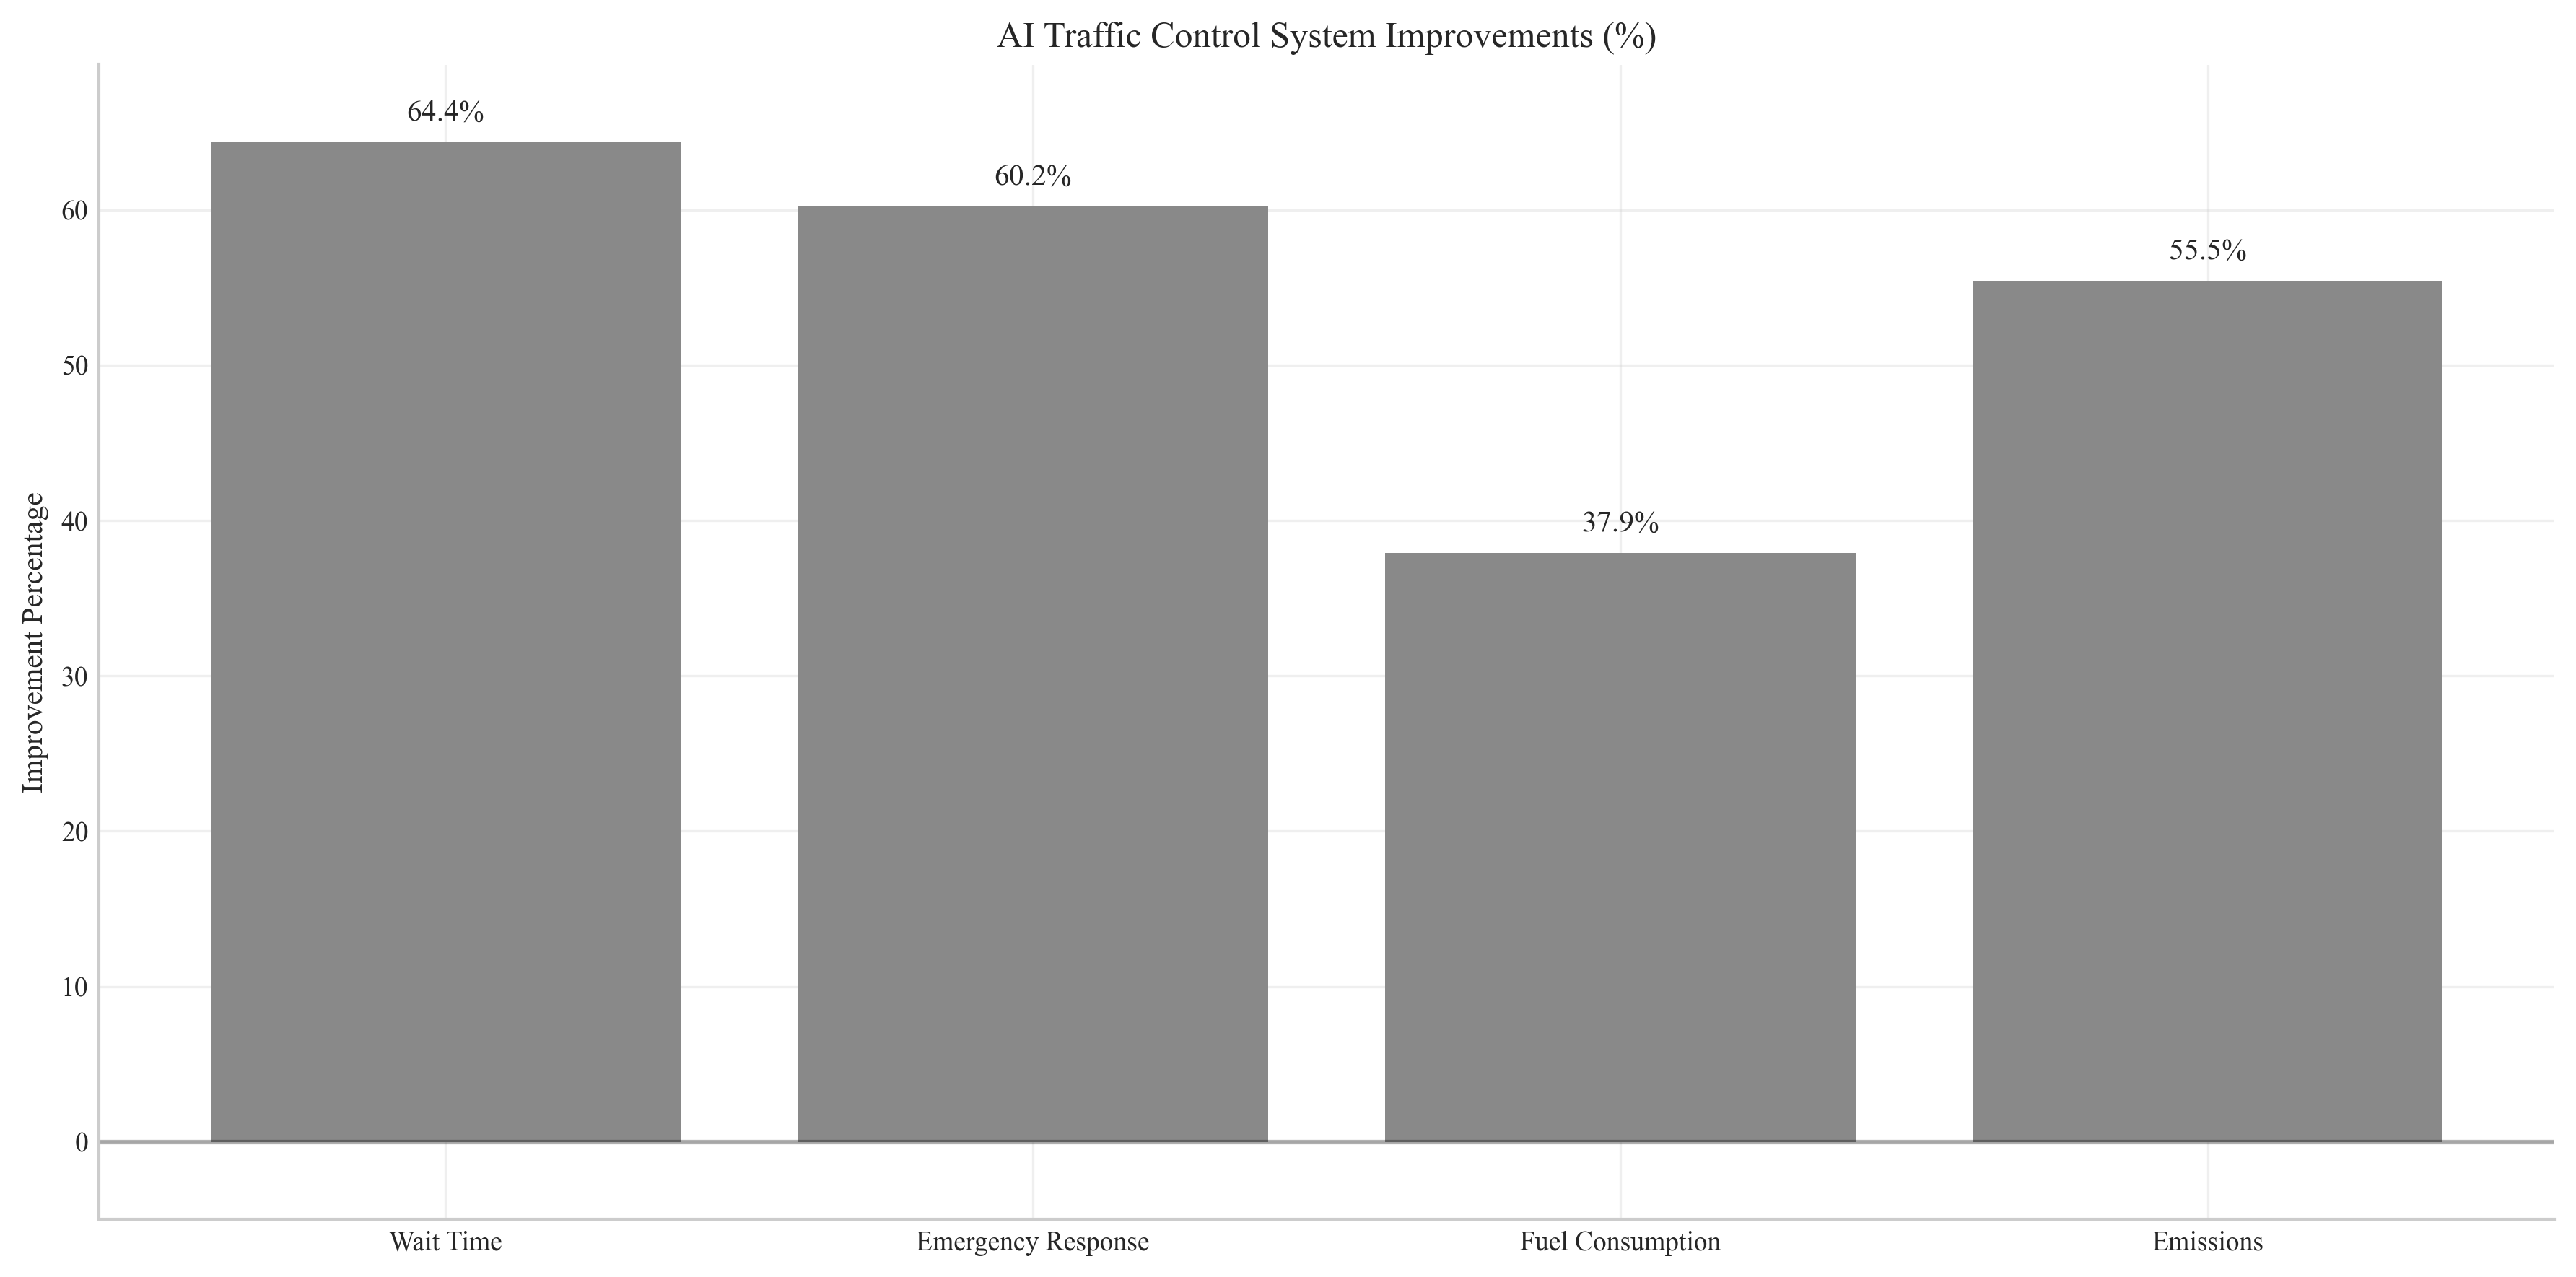 AI Traffic Control System Improvements (%)
64.4%
60.2%
37.9%
55.5%
Improvement Percentage
60
50
40
30
20
10
0
Wait Time
Emergency Response
Fuel Consumption
Emissions